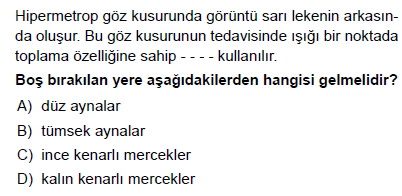 Hipermetrop göz kusurunda görüntü sarı lekenin arkasın-
da oluşur. Bu göz kusurunun tedavisinde ışığı bir noktada
toplama özelliğine sahip - - - - kullanılır.
Boş bırakılan yere aşağıdakilerden hangisi gelmelidir?
A) düz aynalar
B) tümsek aynalar
C) ince kenarlı mercekler
D) kalın kenarlı mercekler